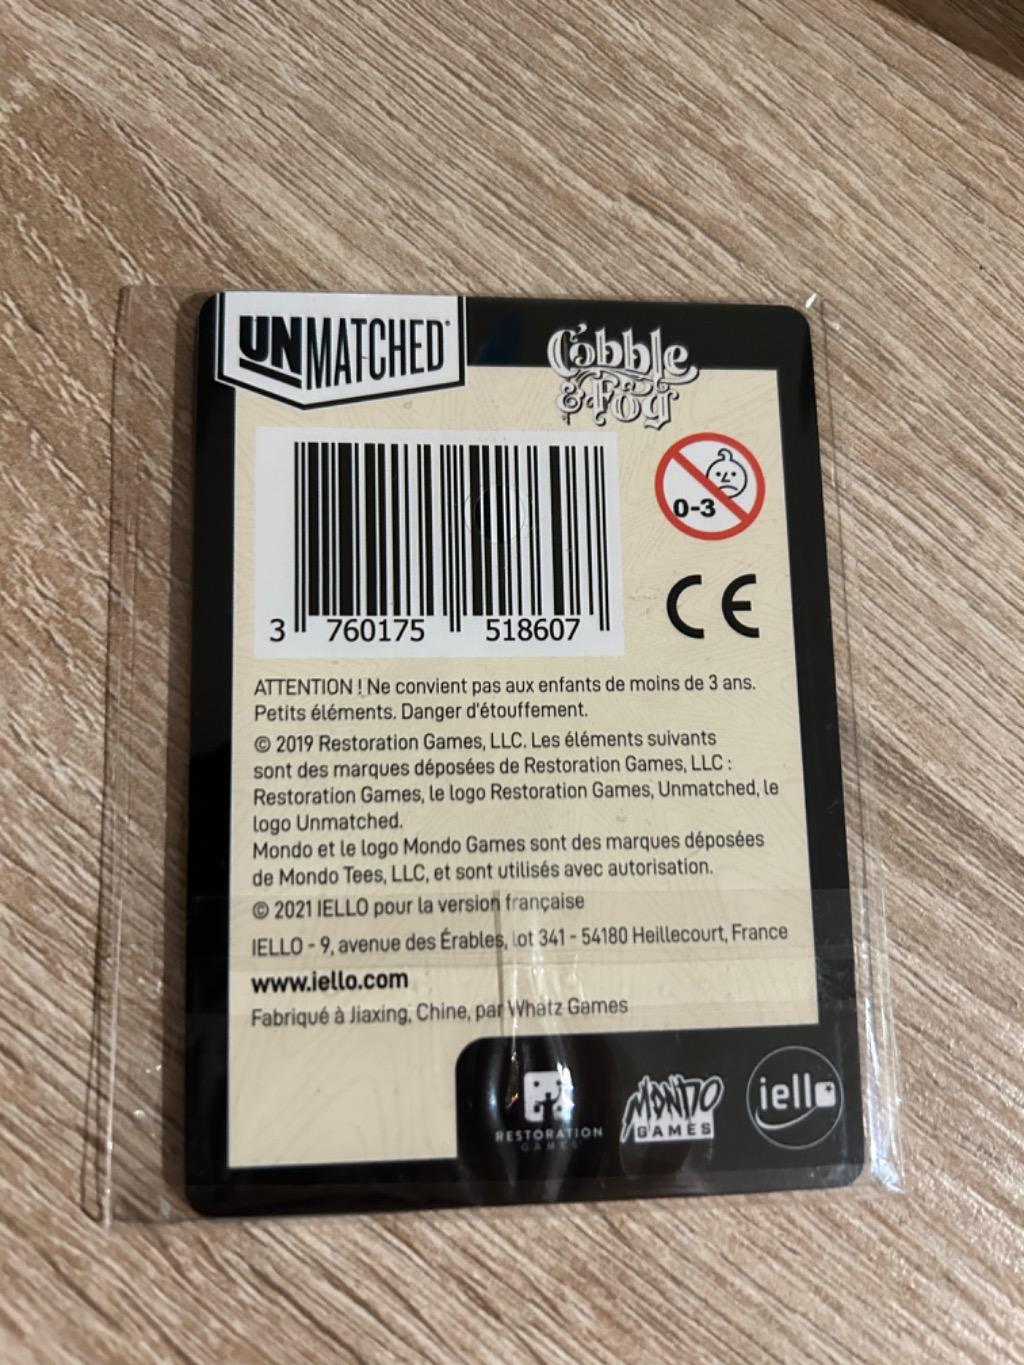 UNMATCHED®
Cobble
& Fog
0-3
CE
3 760175 518607
ATTENTION ! Ne convient pas aux enfants de moins de 3 ans.
Petits éléments. Danger d'étouffement.
© 2019 Restoration Games, LLC. Les éléments suivants
sont des marques déposées de Restoration Games, LLC :
Restoration Games, le logo Restoration Games, Unmatched, le
logo Unmatched.
Mondo et le logo Mondo Games sont des marques déposées
de Mondo Tees, LLC, et sont utilisés avec autorisation.
© 2021 IELLO pour la version française
IELLO - 9, avenue des Érables, lot 341 - 54180 Heillecourt, France
www.iello.com
Fabriqué à Jiaxing, Chine, par Whatz Games
RESTORATION
GAMES
MONDO
GAMES
iello